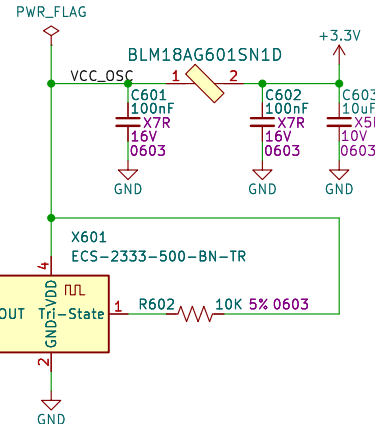 PWR_FLAG
+3.3V
BLM18AG601SN1D
VCC_OSC 1 2
C601 C602 C603
100nF 100nF 10uF
X7R X7R X5
16V 16V 10V
0603 0603 0603
GND GND GND
X601
ECS-2333-500-BN-TR
4
VDD
OUT Tri-State 1 R602 10K 5% 0603
GND
2
GND